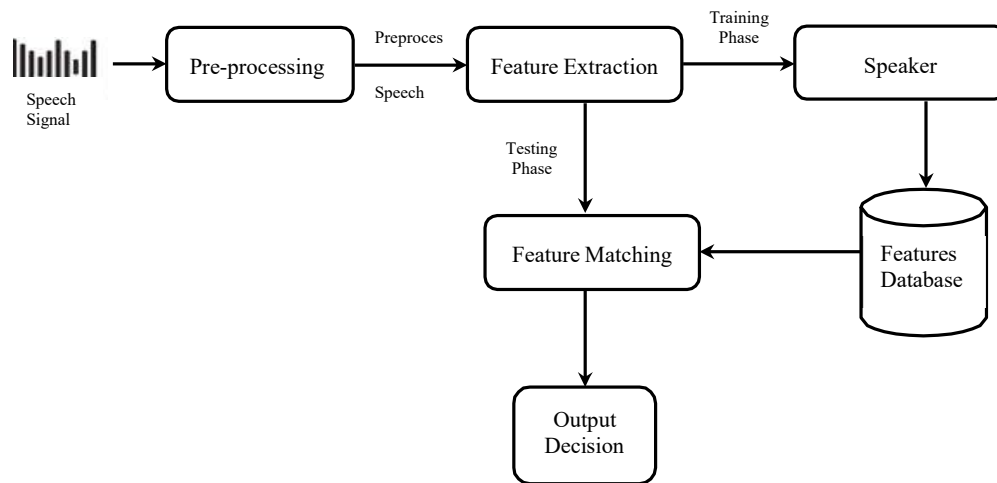 Speech
Signal
Pre-processing
Preproces
Speech
Feature Extraction
Training
Phase
Speaker
Testing
Phase
Feature Matching
Features
Database
Output
Decision